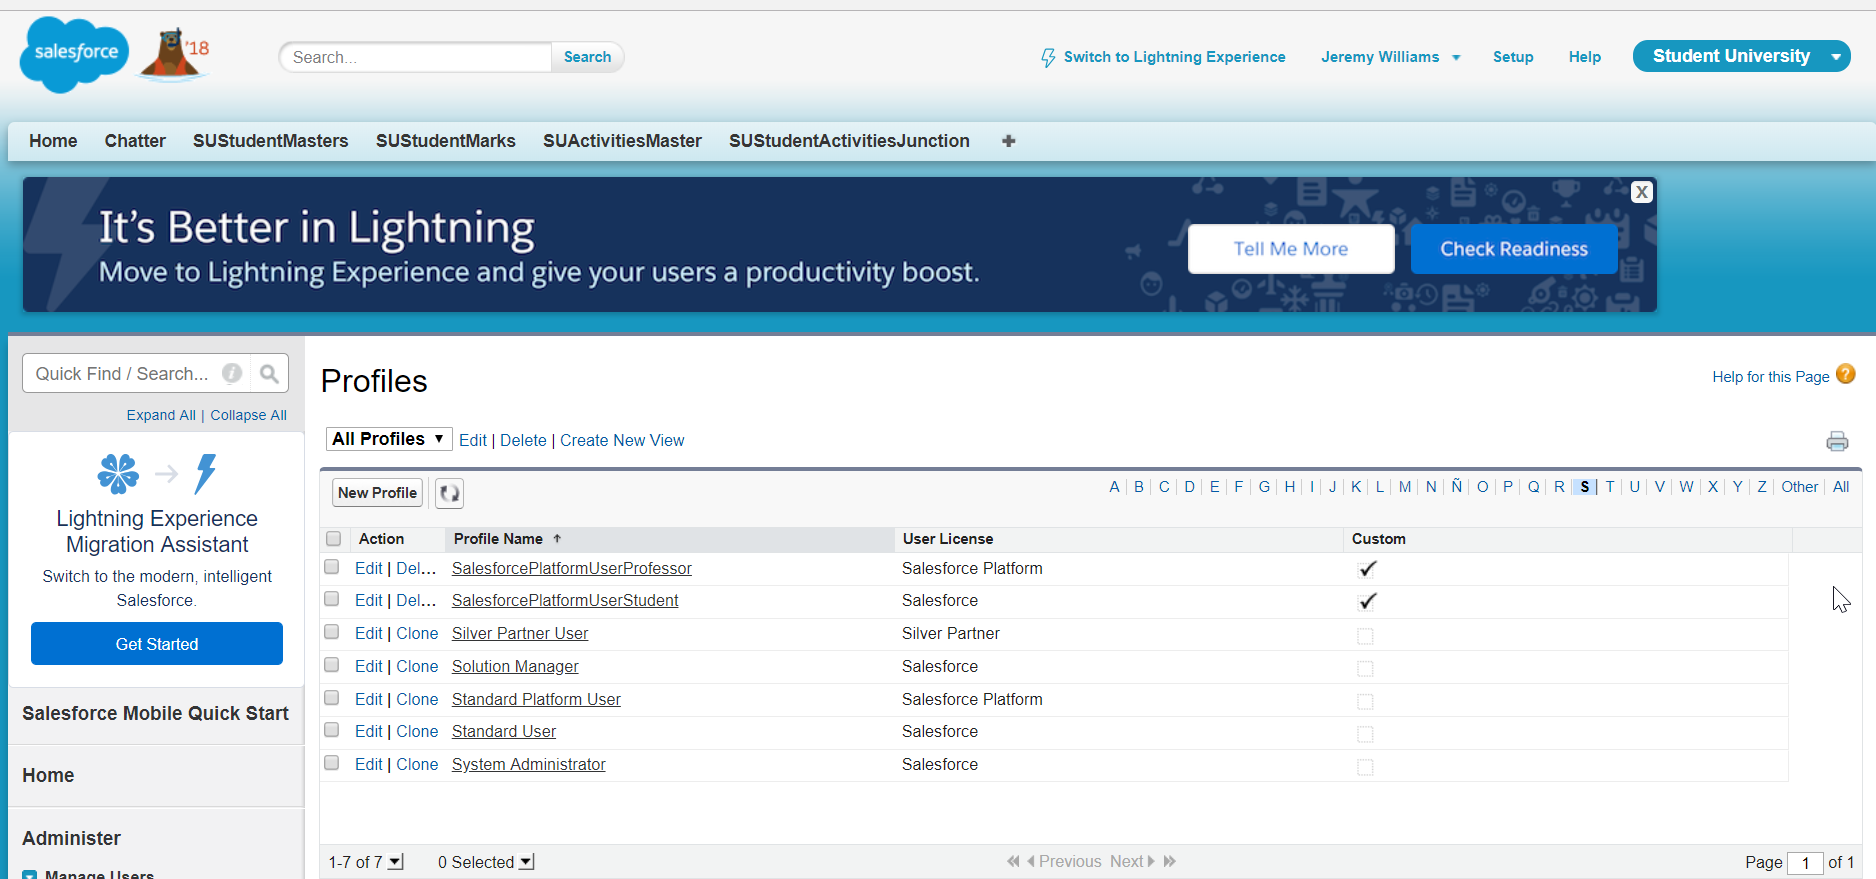 salesforce
'18
Search...
Search
Switch to Lightning Experience
Jeremy Williams
Setup
Help
Student University
Home
Chatter
SUStudentMasters
SUStudentMarks
SUActivitiesMaster
SUStudentActivitiesJunction
It's Better in Lightning
Move to Lightning Experience and give your users a productivity boost.
Tell Me More
Check Readiness
X
Quick Find / Search...
Expand All | Collapse All
Lightning Experience
Migration Assistant
Switch to the modern, intelligent
Salesforce.
Get Started
Salesforce Mobile Quick Start
Home
Administer
Manage Users
Profiles
Help for this Page ?
All Profiles Edit | Delete | Create New View
New Profile
A | B | C | D | E | F | G | H | I | J | K | L | M | N | Ñ | O | P | Q | R | S | T | U | V | W | X | Y | Z | Other | All
Action Profile Name User License Custom
Edit | Del... SalesforcePlatformUserProfessor Salesforce Platform
Edit | Del... SalesforcePlatformUserStudent Salesforce
Edit | Clone Silver Partner User Silver Partner
Edit | Clone Solution Manager Salesforce
Edit | Clone Standard Platform User Salesforce Platform
Edit | Clone Standard User Salesforce
Edit | Clone System Administrator Salesforce
1-7 of 7 0 Selected Previous Next Page 1 of 1